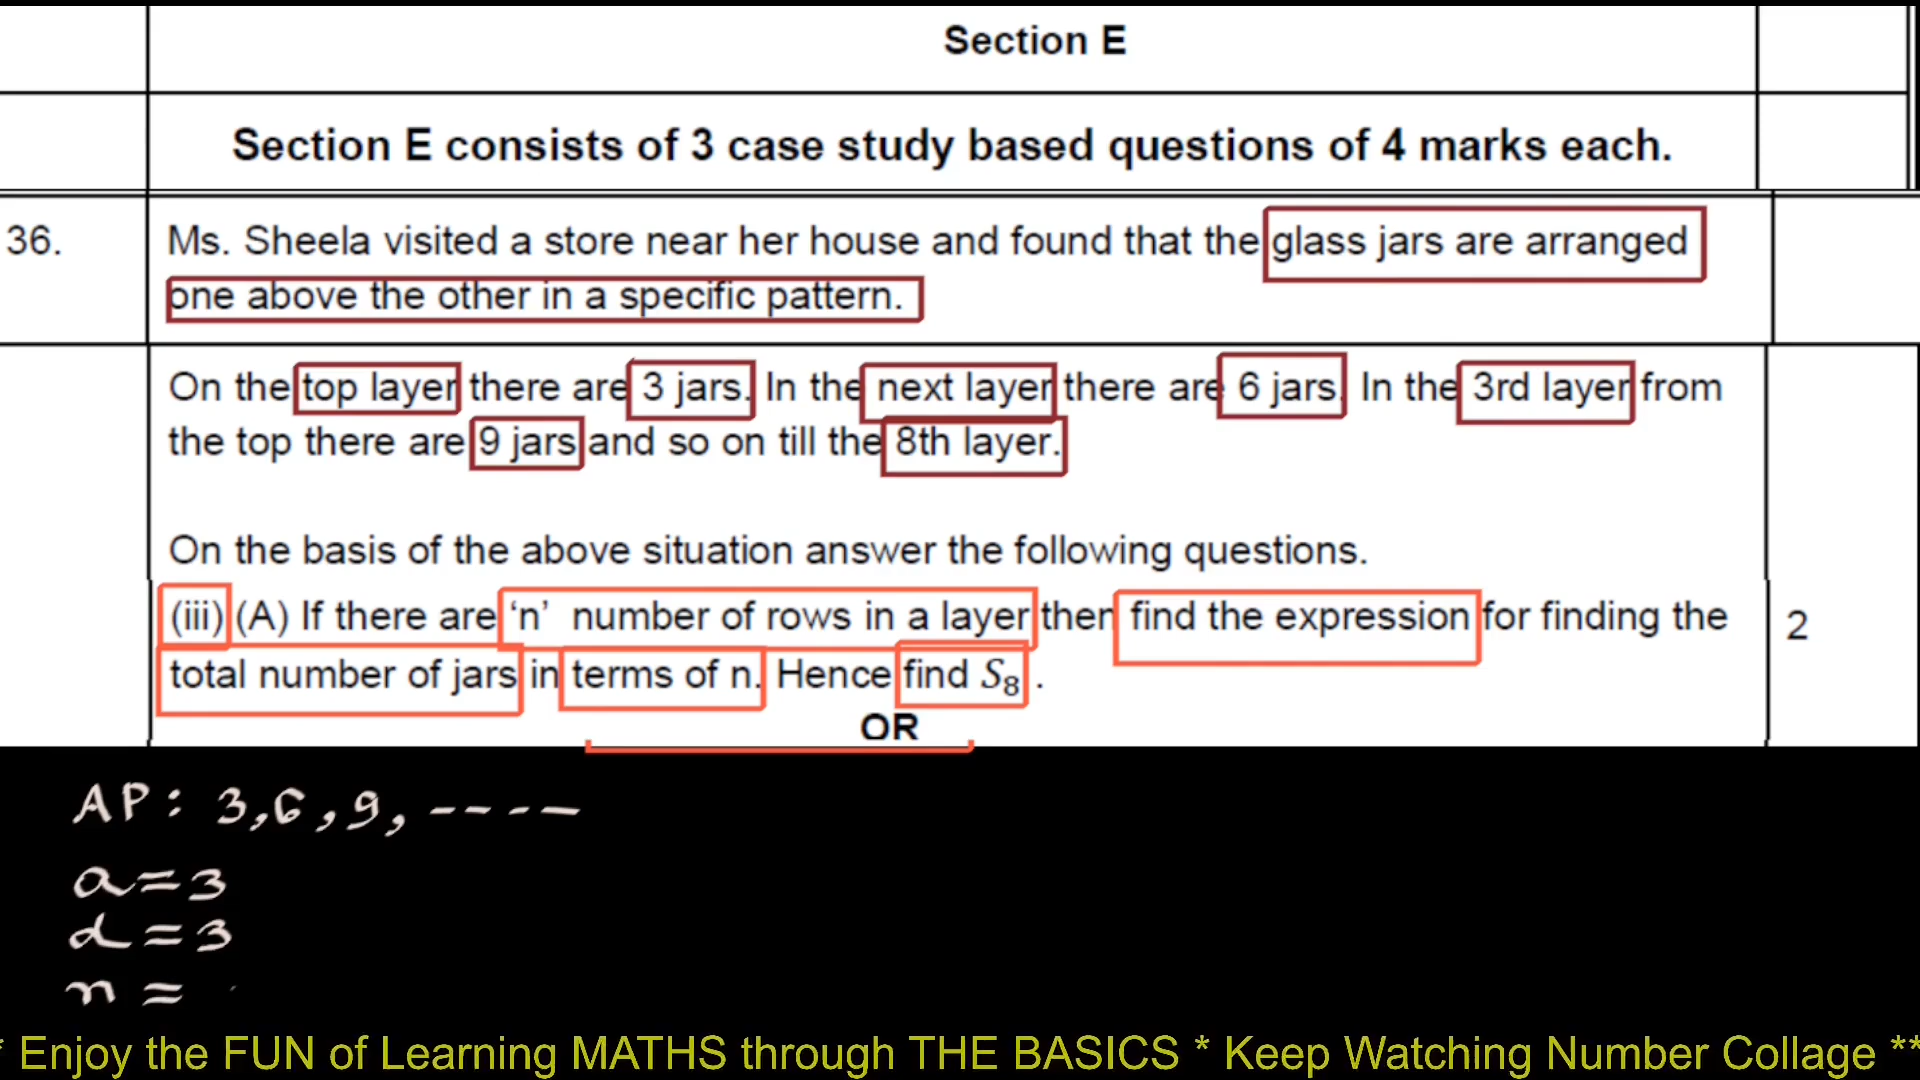 Section E
Section E consists of 3 case study based questions of 4 marks each.
36. Ms. Sheela visited a store near her house and found that the glass jars are arranged
one above the other in a specific pattern.
On the top layer there are 3 jars. In the next layer there are 6 jars. In the 3rd layer from
the top there are 9 jars and so on till the 8th layer.
On the basis of the above situation answer the following questions.
(iii) (A) If there are ‘n’ number of rows in a layer then find the expression for finding the 2
total number of jars in terms of n. Hence find S₈ .
OR
AP: 3,6,9, ----
a=3
d=3
n=
* Enjoy the FUN of Learning MATHS through THE BASICS * Keep Watching Number Collage **